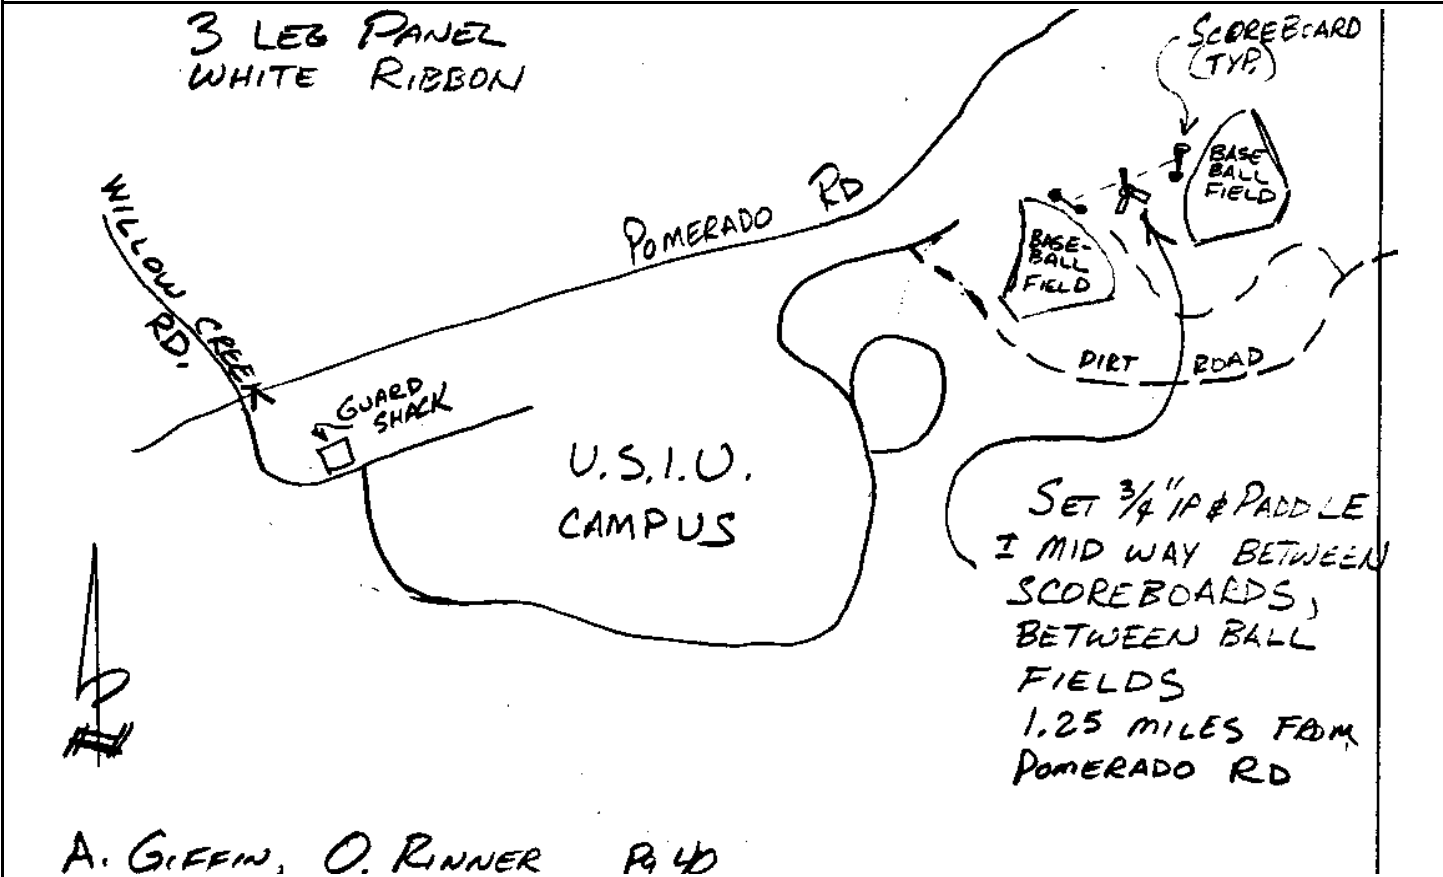 3 LEG PANEL
WHITE RIBBON
SCOREBOARD
(TYP.)
BASE
BALL
FIELD
WILLOW CREEK
RD.
POMERADO RD
BASE-
BALL
FIELD
DIRT ROAD
GUARD
SHACK
U.S.I.U.
CAMPUS
SET 3/4" IP & PADDLE
I MID WAY BETWEEN
SCOREBOARDS,
BETWEEN BALL
FIELDS
1.25 MILES FROM
POMERADO RD
A. GIFFIN, O. RINNER Pg 40